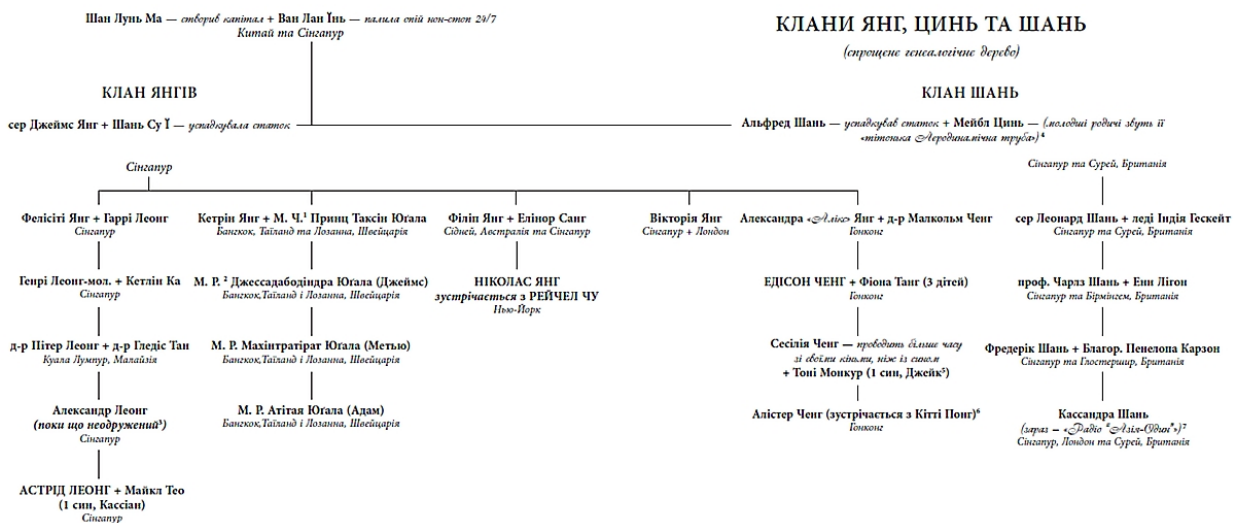 Шан Лунь Ма — створив капітал + Ван Лан Їнь — палила опій нон-стоп 24/7
Китай та Сінгапур
КЛАНИ ЯНГ, ЦИНЬ ТА ШАНЬ
(спрощене генеалогічне дерево)
КЛАН ЯНГІВ
сер Джеймс Янг + Шань Су Ї — успадкувала статок
КЛАН ШАНЬ
Альфред Шань — успадкував статок + Мейбл Цинь — (молодші родичі звуть її
«тітонька Аеродинамічна труба»)⁴
Сінгапур
Сінгапур та Сурей, Британія
Фелісіті Янг + Гаррі Леонг
Сінгапур
Генрі Леонг-мол. + Кетлін Ка
Сінгапур
д-р Пітер Леонг + д-р Гледіс Тан
Куала Лумпур, Малайзія
Александр Леонг
(поки що неодружений³)
Сінгапур
АСТРІД ЛЕОНГ + Майкл Тео
(1 син, Кассіан)
Сінгапур
Кетрін Янг + М. Ч.¹ Принц Таксін Юґала
Бангкок, Таїланд та Лозанна, Швейцарія
М. Р. ² Джессадабодіндра Юґала (Джеймс)
Бангкок,Таїланд і Лозанна, Швейцарія
М. Р. Махінтратірат Юґала (Метью)
Бангкок,Таїланд і Лозанна, Швейцарія
М. Р. Атітая Юґала (Адам)
Бангкок,Таїланд і Лозанна, Швейцарія
Філіп Янг + Елінор Санг
Сідней, Австралія та Сінгапур
НІКОЛАС ЯНГ
зустрічається з РЕЙЧЕЛ ЧУ
Нью-Йорк
Вікторія Янг
Сінгапур + Лондон
Александра «Алікс» Янг + д-р Малкольм Ченг
Гонконг
ЕДІСОН ЧЕНГ + Фіона Танг (3 дітей)
Гонконг
Сесілія Ченг — проводить більше часу
зі своїми кіньми, ніж із сином
+ Тоні Монкур (1 син, Джейк⁵)
Алістер Ченг (зустрічається з Кітті Понг)⁶
Гонконг
сер Леонард Шань + леді Індія Гескейт
Сінгапур та Сурей, Британія
проф. Чарлз Шань + Енн Лігон
Сінгапур та Бірмінгем, Британія
Фредерік Шань + Благор. Пенелопа Карзон
Сінгапур та Глостершир, Британія
Кассандра Шань
(зараз – «Радіо "Азія-Один"»)⁷
Сінгапур, Лондон та Сурей, Британія